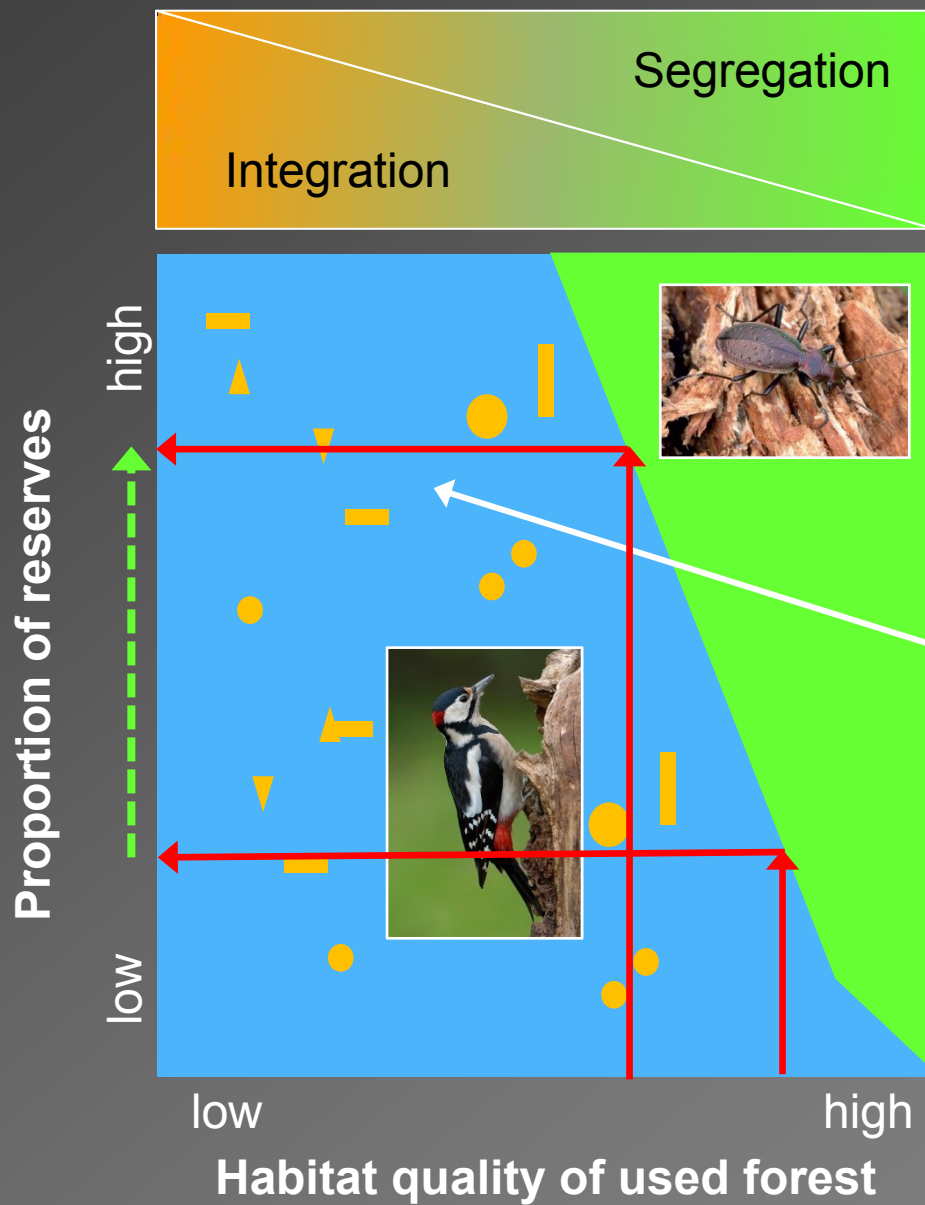 Segregation
Integration
high
Proportion of reserves
low
low
high
Habitat quality of used forest